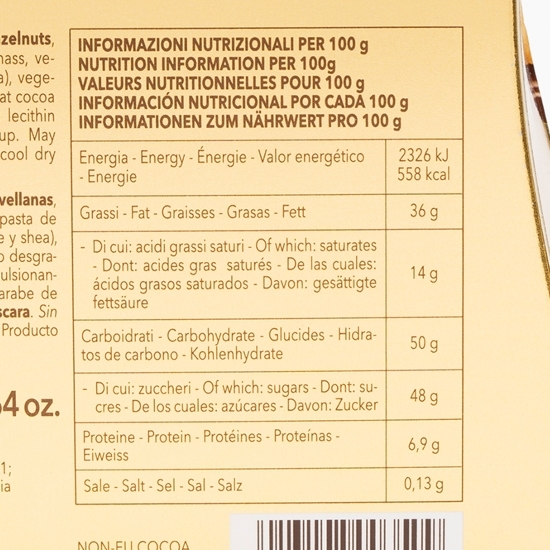 zelnuts,
mass, ve-
a), vege-
at cocoa
lecithin
up. May
cool dry
vellanas,
pasta de
e y shea),
o desgra-
ulsionan-
arabe de
scara. Sin
Producto
4 oz.
1;
ia
INFORMAZIONI NUTRIZIONALI PER 100 g
NUTRITION INFORMATION PER 100g
VALEURS NUTRITIONNELLES POUR 100 g
INFORMACIÓN NUTRICIONAL POR CADA 100 g
INFORMATIONEN ZUM NÄHRWERT PRO 100 g
Energia - Energy - Énergie - Valor energético
- Energie
2326 kJ
558 kcal
Grassi - Fat - Graisses - Grasas - Fett
36 g
- Di cui: acidi grassi saturi - Of which: saturates
- Dont: acides gras saturés - De las cuales:
ácidos grasos saturados - Davon: gesättigte
fettsäure
14 g
Carboidrati - Carbohydrate - Glucides - Hidra-
tos de carbono - Kohlenhydrate
50 g
- Di cui: zuccheri - Of which: sugars - Dont: su-
cres - De los cuales: azúcares - Davon: Zucker
48 g
Proteine - Protein - Protéines - Proteínas -
Eiweiss
6,9 g
Sale - Salt - Sel - Sal - Salz
0,13 g
NON-EU COCOA